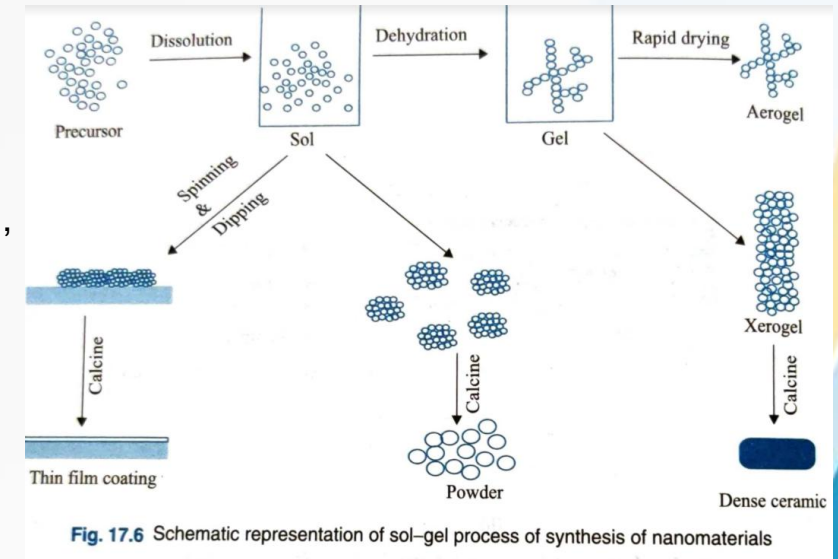 Dissolution
Dehydration
Rapid drying
Precursor
Sol
Gel
Aerogel
Spinning
&
Dipping
,
Xerogel
Calcine
Calcine
Calcine
Thin film coating
Powder
Dense ceramic
Fig. 17.6 Schematic representation of sol–gel process of synthesis of nanomaterials